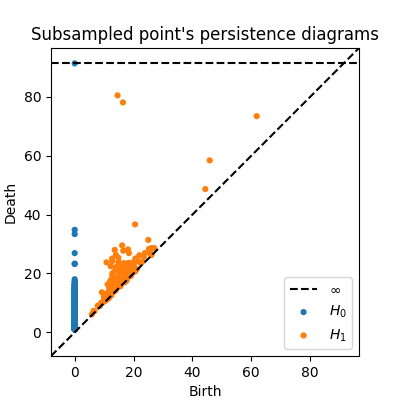 Subsampled point's persistence diagrams
Death
80
60
40
20
0
0 20 40 60 80
Birth
∞
H₀
H₁